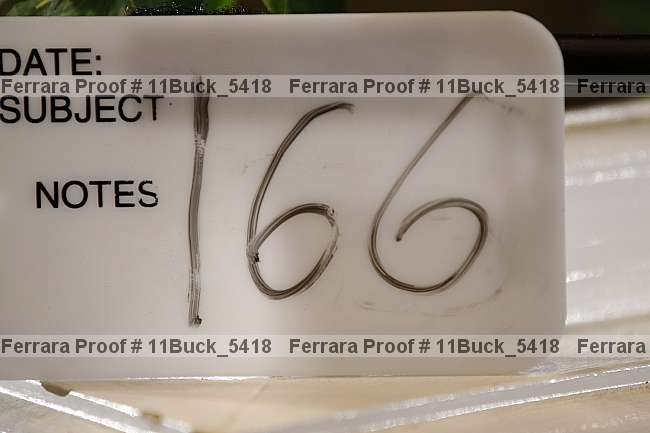 DATE:
Ferrara Proof # 11Buck_5418 Ferrara Proof # 11Buck_5418 Ferrara
SUBJECT
166
NOTES
Ferrara Proof # 11Buck_5418 Ferrara Proof # 11Buck_5418 Ferrara